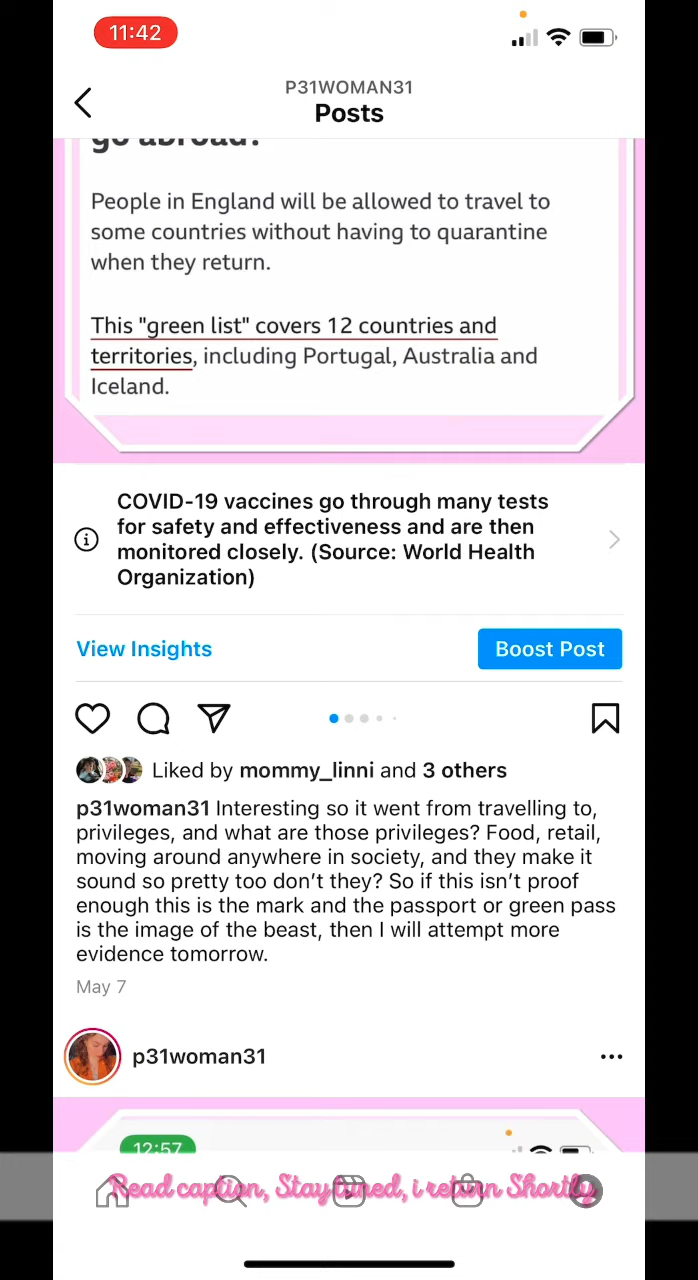 11:42
P31WOMAN31
Posts
go abroad?
People in England will be allowed to travel to
some countries without having to quarantine
when they return.
This "green list" covers 12 countries and
territories, including Portugal, Australia and
Iceland.
COVID-19 vaccines go through many tests
for safety and effectiveness and are then
monitored closely. (Source: World Health
Organization)
View Insights
Boost Post
Liked by mommy_linni and 3 others
p31woman31 Interesting so it went from travelling to,
privileges, and what are those privileges? Food, retail,
moving around anywhere in society, and they make it
sound so pretty too don’t they? So if this isn’t proof
enough this is the mark and the passport or green pass
is the image of the beast, then I will attempt more
evidence tomorrow.
May 7
p31woman31
12:57
Read caption, Stay tuned, i return Shortly